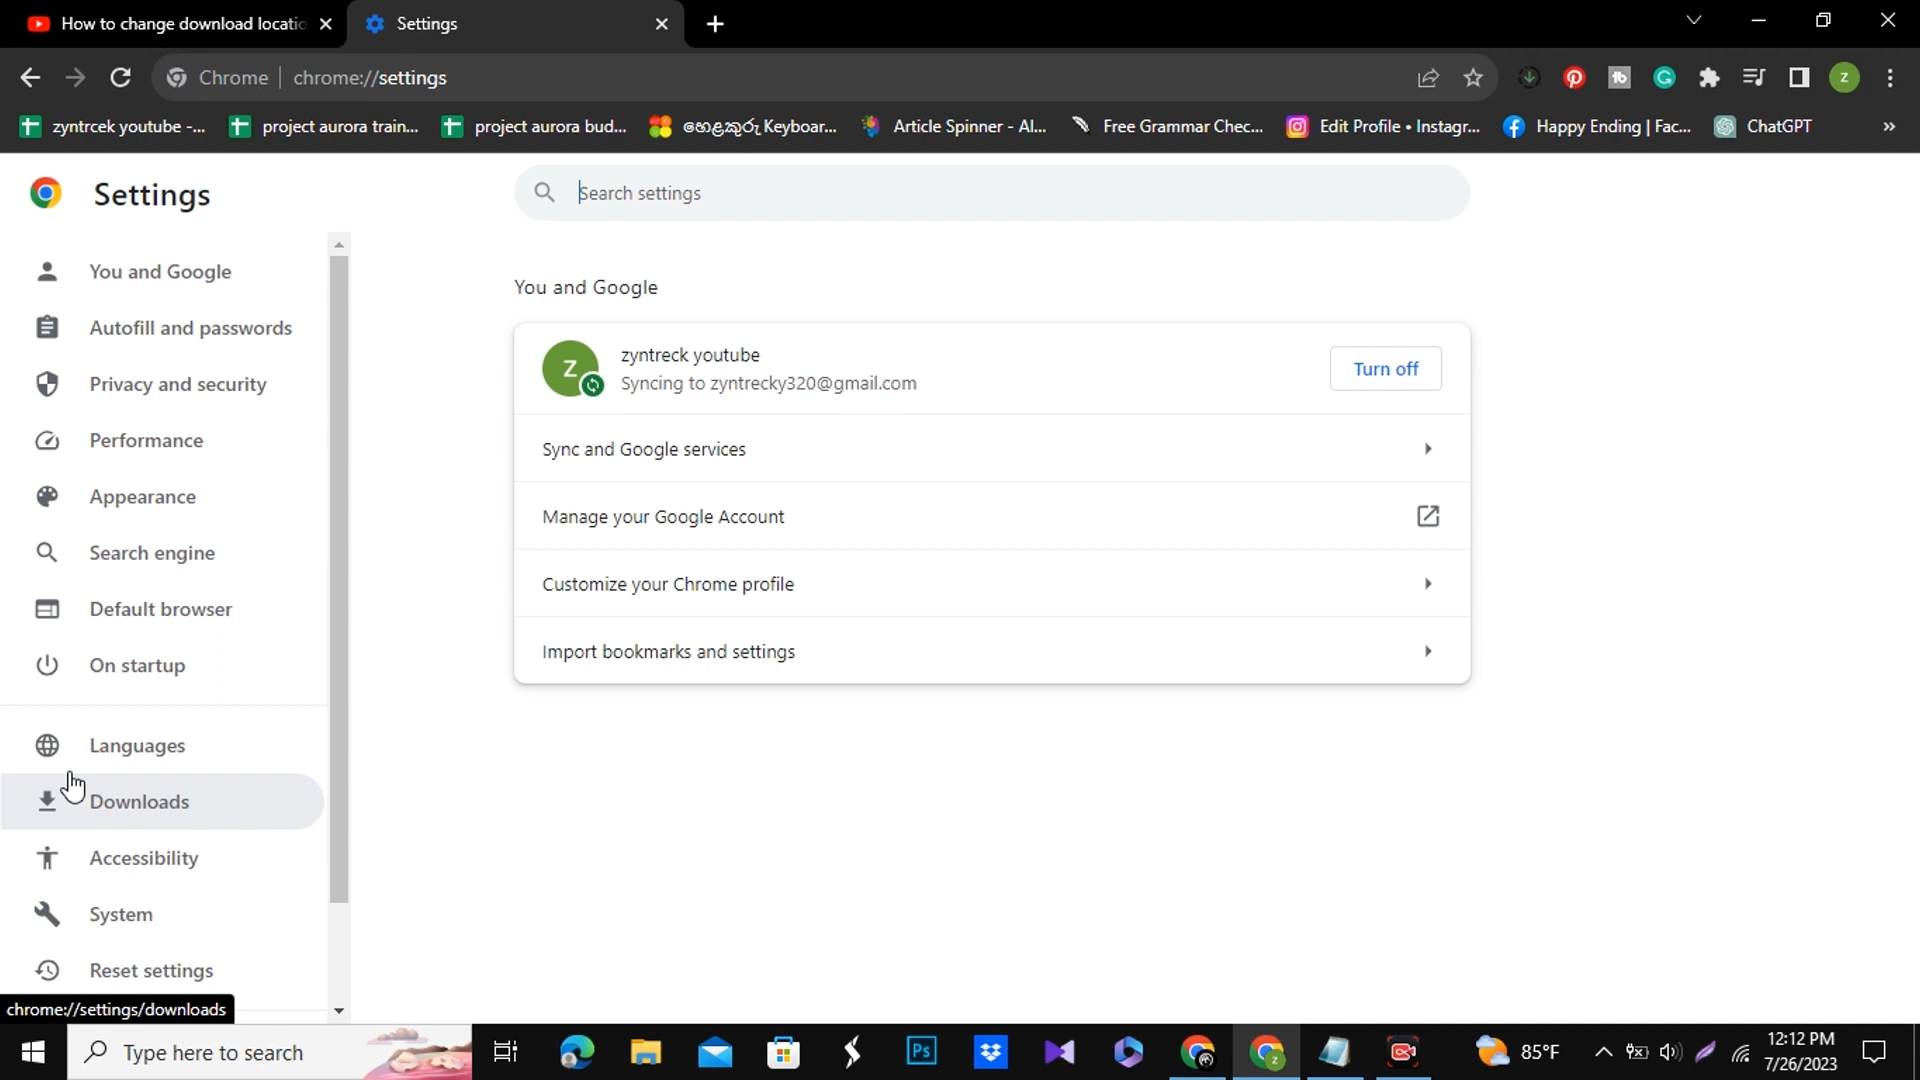 How to change download locatio
Settings
Chrome | chrome://settings
zyntrcek youtube -...
project aurora train...
project aurora bud...
හෙළකුරු Keyboar...
Article Spinner - Al...
Free Grammar Chec...
Edit Profile • Instagr...
Happy Ending | Fac...
ChatGPT
»
Settings
Search settings
You and Google
Autofill and passwords
Privacy and security
Performance
Appearance
Search engine
Default browser
On startup
Languages
Downloads
Accessibility
System
Reset settings
You and Google
Z
zyntreck youtube
Syncing to zyntrecky320@gmail.com
Turn off
Sync and Google services
Manage your Google Account
Customize your Chrome profile
Import bookmarks and settings
chrome://settings/downloads
Type here to search
Ps
85°F
12:12 PM
7/26/2023